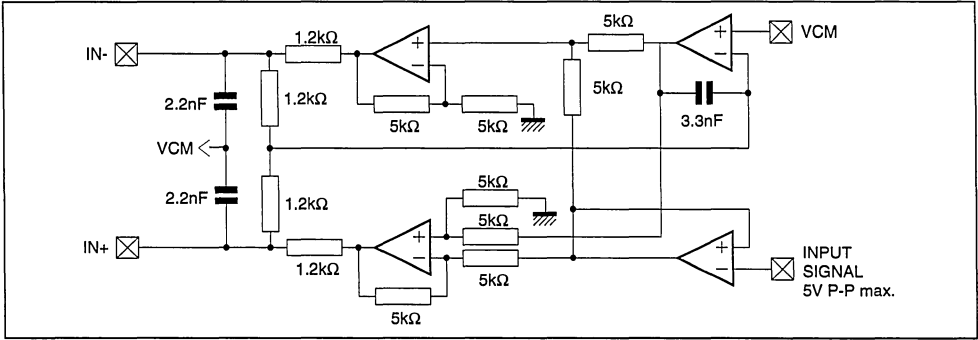 5kΩ
1.2kΩ
VCM
IN-
5kΩ
1.2kΩ
2.2nF
5kΩ
5kΩ
3.3nF
VCM
5kΩ
2.2nF
1.2kΩ
5kΩ
IN+
1.2kΩ
5kΩ
INPUT
SIGNAL
5V P-P max.
5kΩ